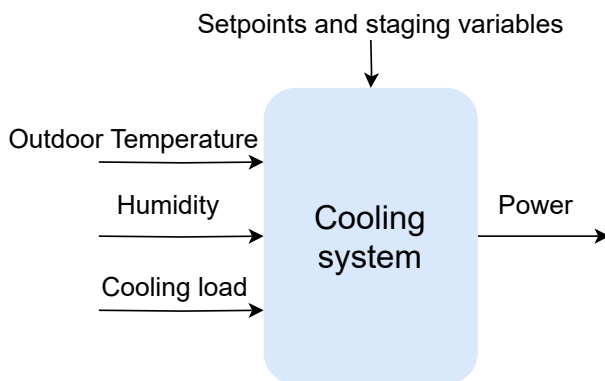 Setpoints and staging variables
Outdoor Temperature
Humidity
Cooling load
Cooling
system
Power